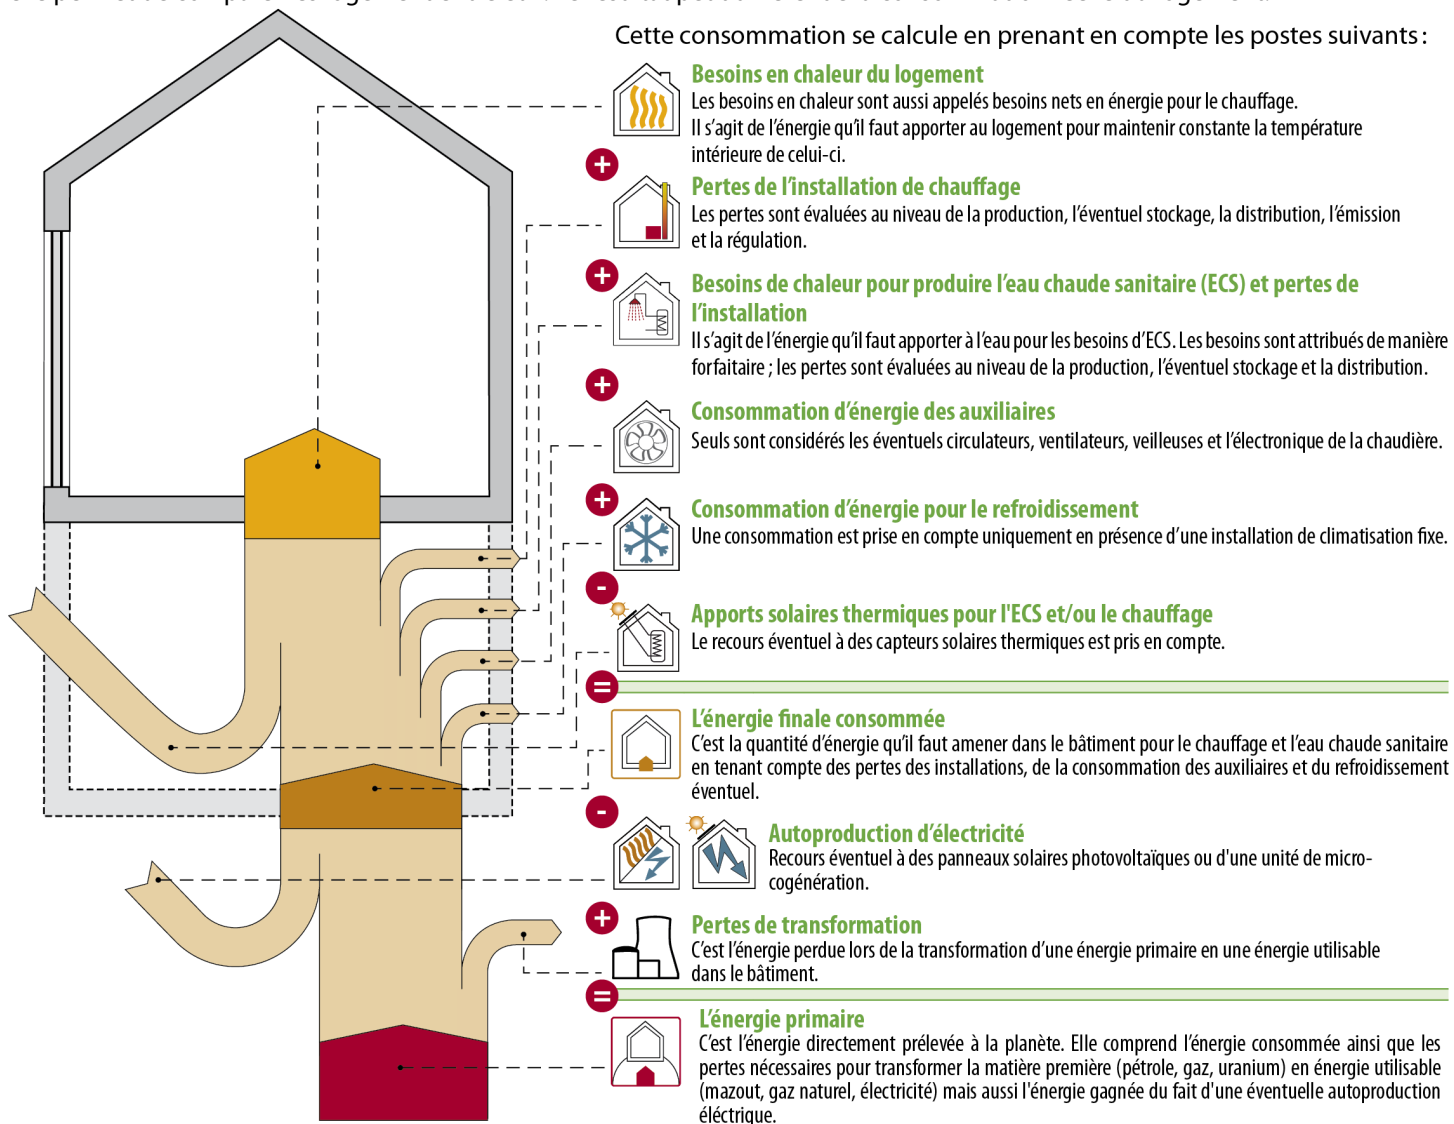 Cette consommation se calcule en prenant en compte les postes suivants :
Besoins en chaleur du logement
Les besoins en chaleur sont aussi appelés besoins nets en énergie pour le chauffage.
Il s’agit de l’énergie qu’il faut apporter au logement pour maintenir constante la température
intérieure de celui-ci.
+
Pertes de l’installation de chauffage
Les pertes sont évaluées au niveau de la production, l’éventuel stockage, la distribution, l’émission
et la régulation.
+
Besoins de chaleur pour produire l’eau chaude sanitaire (ECS) et pertes de
l’installation
Il s’agit de l’énergie qu’il faut apporter à l’eau pour les besoins d’ECS. Les besoins sont attribués de manière
forfaitaire ; les pertes sont évaluées au niveau de la production, l’éventuel stockage et la distribution.
+
Consommation d’énergie des auxiliaires
Seuls sont considérés les éventuels circulateurs, ventilateurs, veilleuses et l’électronique de la chaudière.
+
Consommation d’énergie pour le refroidissement
Une consommation est prise en compte uniquement en présence d’une installation de climatisation fixe.
-
Apports solaires thermiques pour l'ECS et/ou le chauffage
Le recours éventuel à des capteurs solaires thermiques est pris en compte.
=
L’énergie finale consommée
C’est la quantité d’énergie qu’il faut amener dans le bâtiment pour le chauffage et l’eau chaude sanitaire
en tenant compte des pertes des installations, de la consommation des auxiliaires et du refroidissement
éventuel.
-
Autoproduction d’électricité
Recours éventuel à des panneaux solaires photovoltaïques ou d'une unité de micro-
cogénération.
+
Pertes de transformation
C’est l’énergie perdue lors de la transformation d’une énergie primaire en une énergie utilisable
dans le bâtiment.
=
L’énergie primaire
C’est l’énergie directement prélevée à la planète. Elle comprend l’énergie consommée ainsi que les
pertes nécessaires pour transformer la matière première (pétrole, gaz, uranium) en énergie utilisable
(mazout, gaz naturel, électricité) mais aussi l'énergie gagnée du fait d'une éventuelle autoproduction
éléctrique.